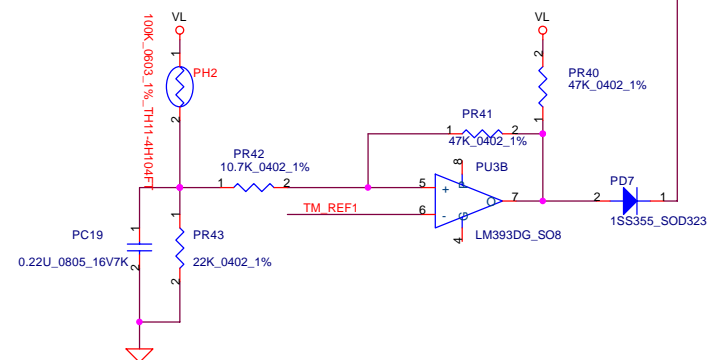 VL
VL
1
PH2
100K_0603_1%_TH11-4H104FT
2
2
PR40
47K_0402_1%
1
PR41
1
2
47K_0402_1%
PR42
10.7K_0402_1%
1
2
8
PU3B
5
+
P
O
7
TM_REF1
6
-
G
4
LM393DG_SO8
PD7
2
1
1SS355_SOD323
1
PC19
2
0.22U_0805_16V7K
1
PR43
2
22K_0402_1%